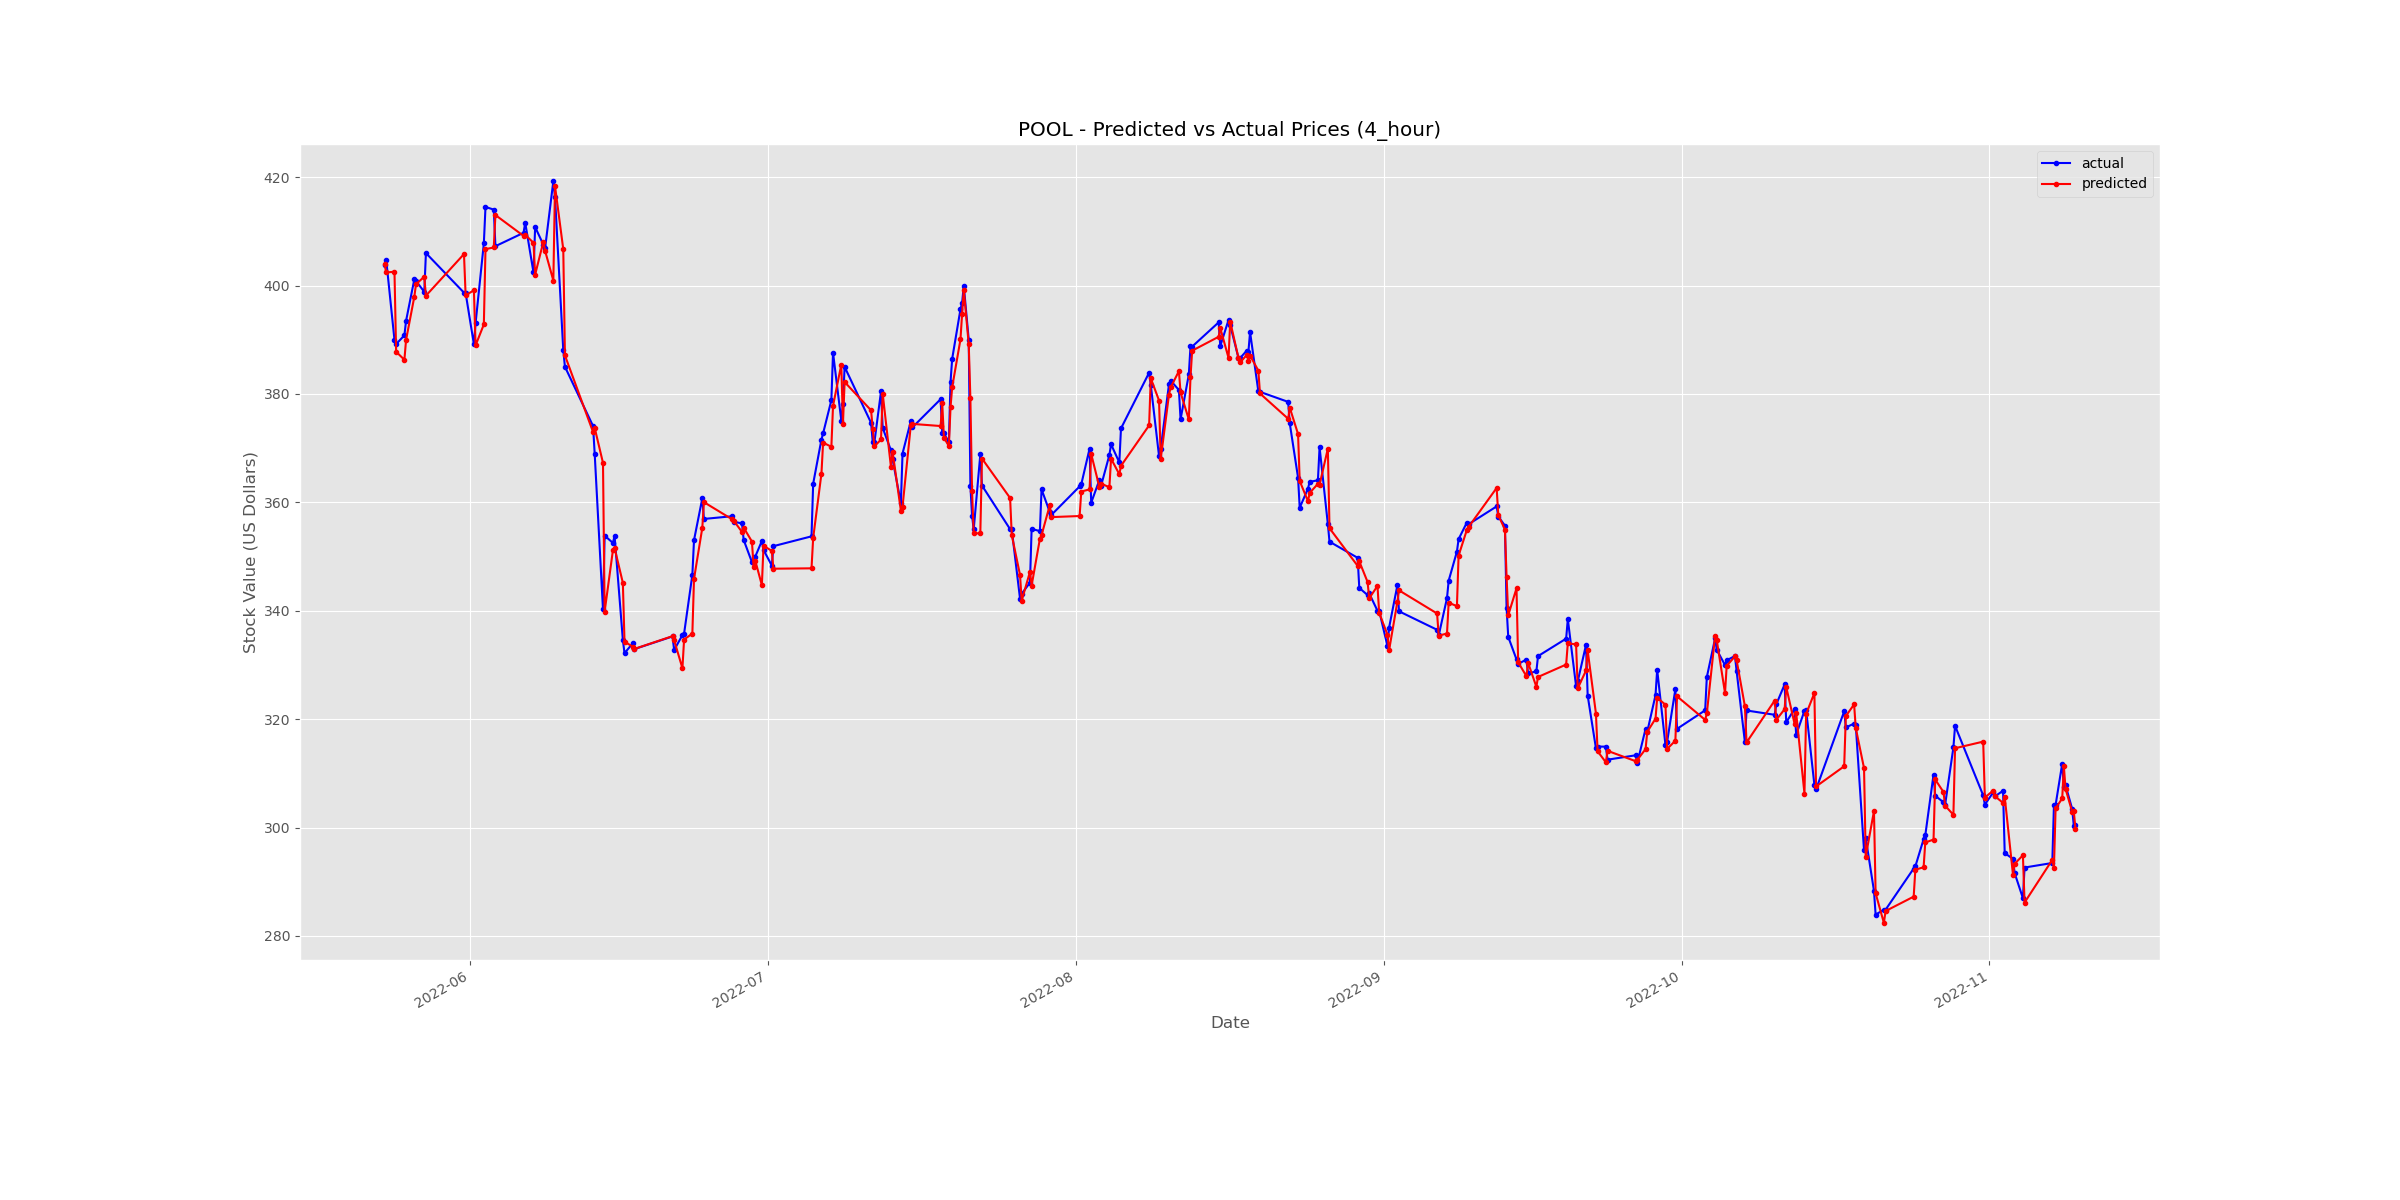 POOL - Predicted vs Actual Prices (4_hour)
actual
predicted
Stock Value (US Dollars)
420
400
380
360
340
320
300
280
2022-06
2022-07
2022-08
2022-09
2022-10
2022-11
Date